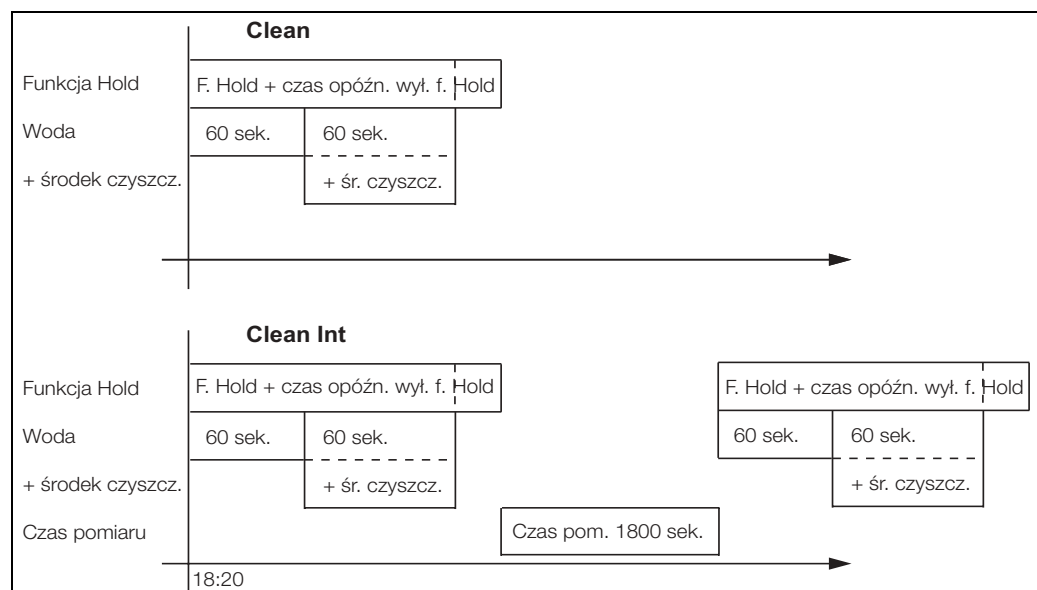 Clean
Funkcja Hold F. Hold + czas opóźn. wył. f. Hold
Woda 60 sek. 60 sek.
+ środek czyszcz. + śr. czyszcz.
Clean Int
Funkcja Hold F. Hold + czas opóźn. wył. f. Hold F. Hold + czas opóźn. wył. f. Hold
Woda 60 sek. 60 sek. 60 sek. 60 sek.
+ środek czyszcz. + śr. czyszcz. + śr. czyszcz.
Czas pomiaru Czas pom. 1800 sek.
18:20